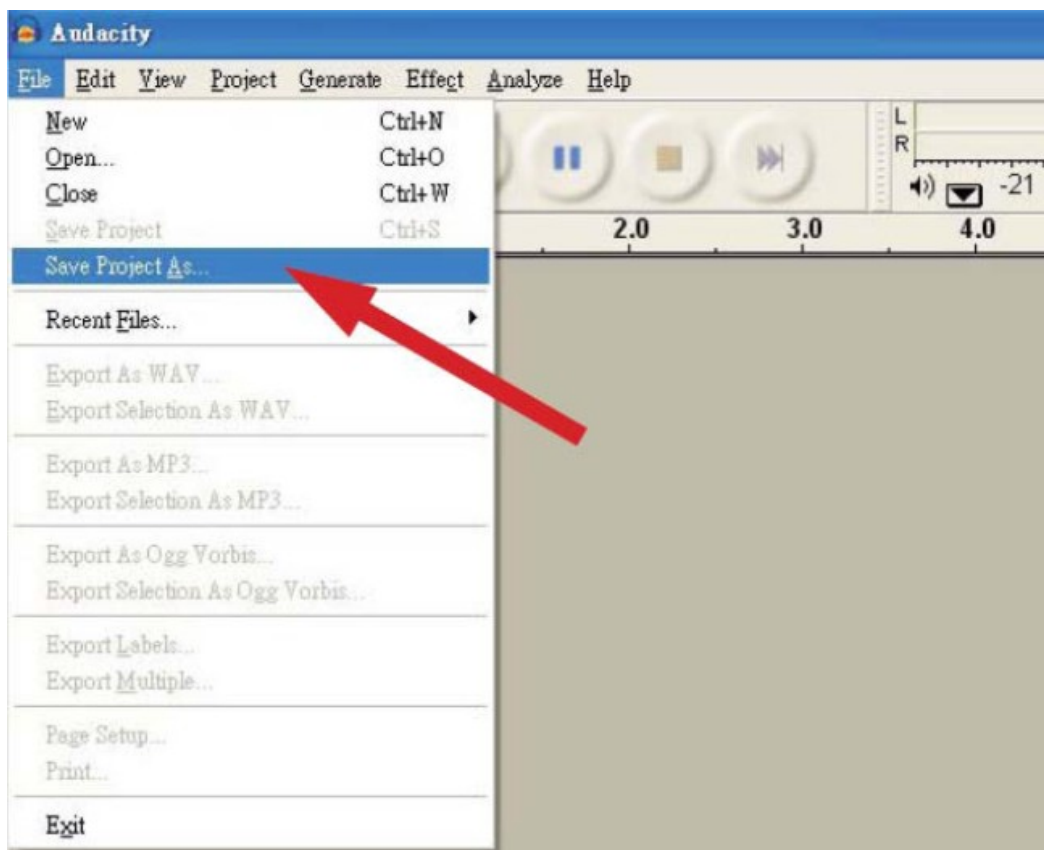 Audacity
File Edit View Project Generate Effect Analyze Help
New Ctrl+N
Open... Ctrl+O
Close Ctrl+W
Save Project Ctrl+S
Save Project As...
Recent Files...
Export As WAV...
Export Selection As WAV...
Export As MP3...
Export Selection As MP3...
Export As Ogg Vorbis...
Export Selection As Ogg Vorbis...
Export Labels...
Export Multiple...
Page Setup...
Print...
Exit
L
R
-21
2.0 3.0 4.0